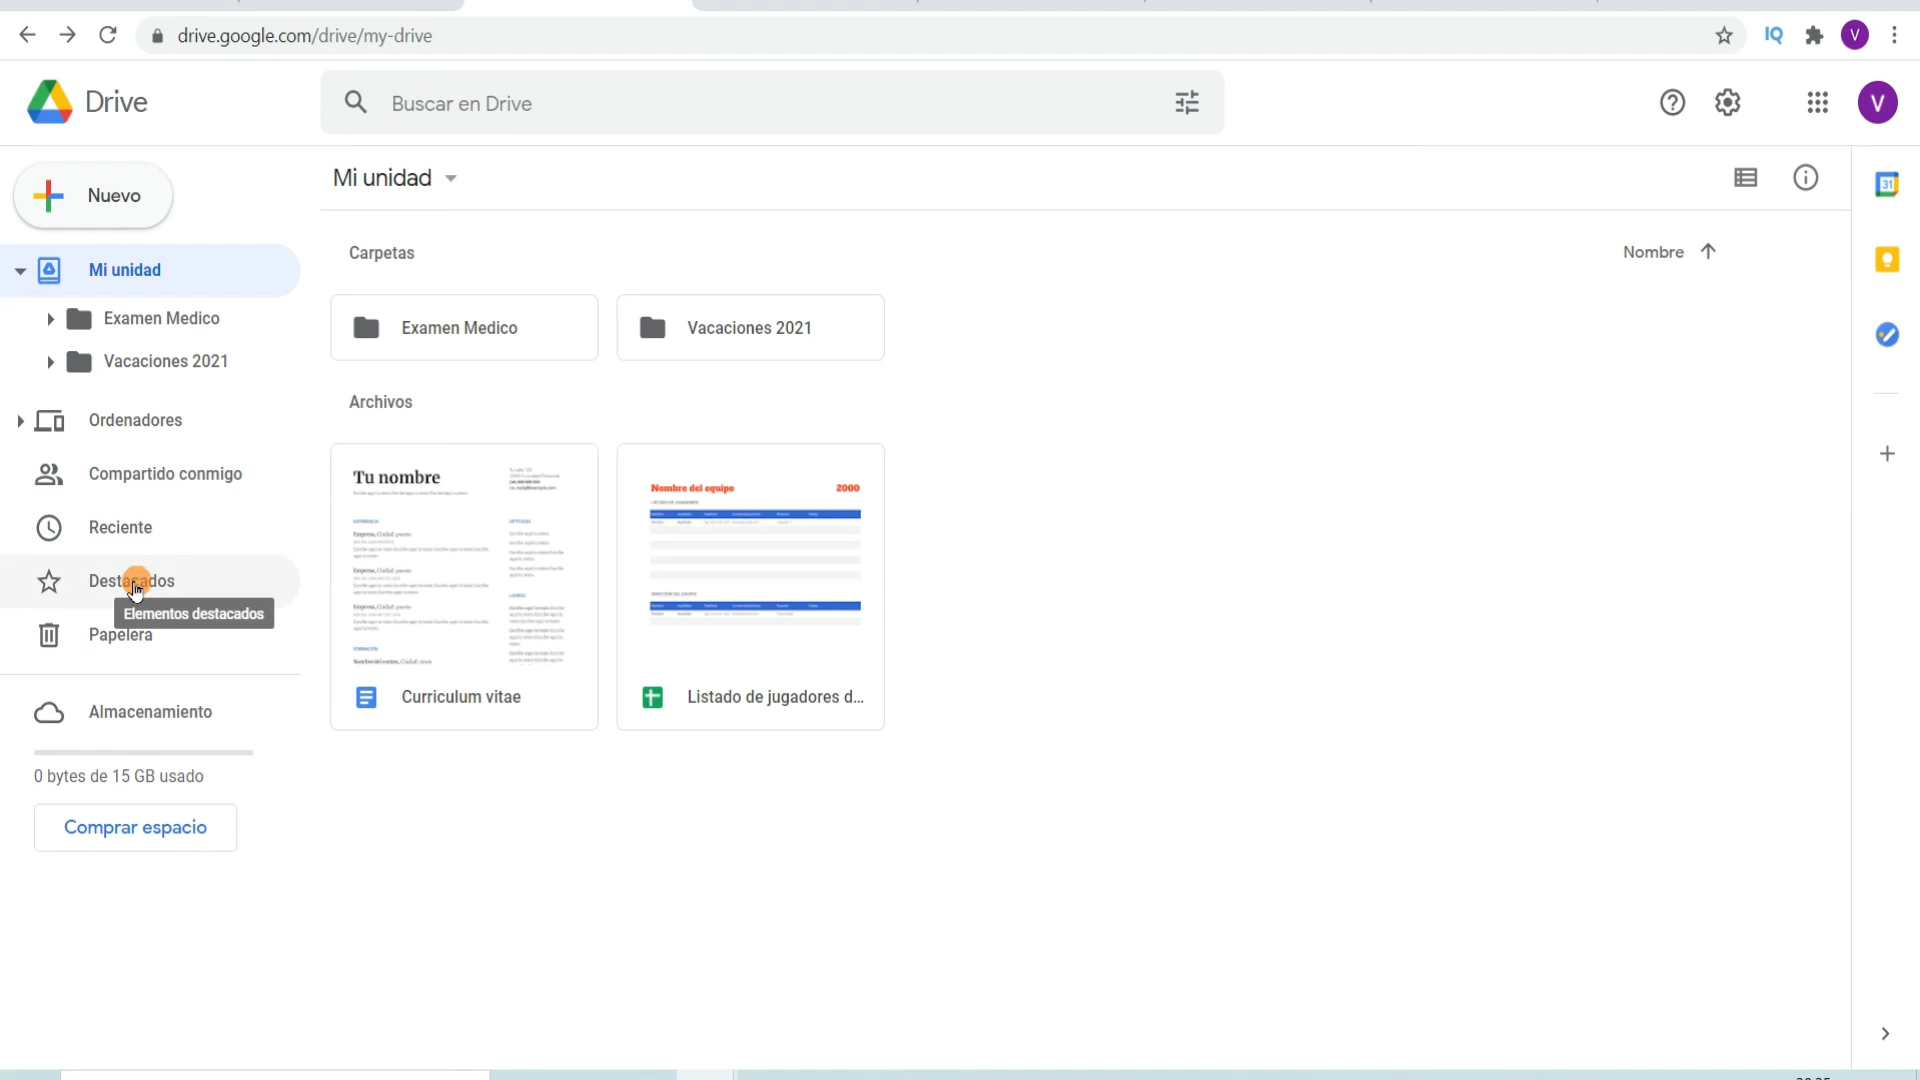 drive.google.com/drive/my-drive
IQ
V
Drive
Buscar en Drive
V
Nuevo
Mi unidad
31
Carpetas
Nombre
Mi unidad
Examen Medico
Vacaciones 2021
Examen Medico
Vacaciones 2021
Archivos
Ordenadores
Compartido conmigo
Reciente
Destacados
Elementos destacados
Papelera
Tu nombre
Nombre del equipo 2000
Curriculum vitae
Listado de jugadores d...
Almacenamiento
0 bytes de 15 GB usado
Comprar espacio